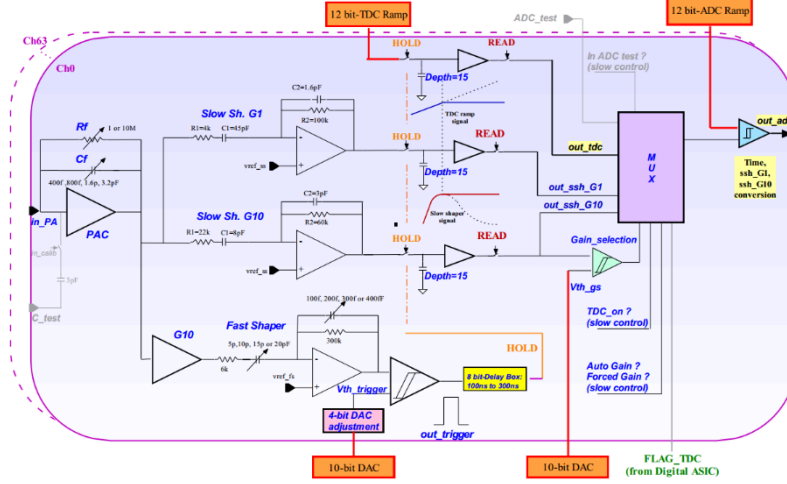 12 bit-TDC Ramp
12 bit-ADC Ramp
Ch63
Ch0
ADC_test
In ADC test ?
(slow control)
HOLD
READ
Depth=15
TDC ramp
signal
Rf
1 or 10M
Cf
400f ,800f, 1.6p, 3.2pF
in_PA
PAC
in_calib
3pF
C_test
Slow Sh. G1
R1=4k
C1=45pF
C2=1.6pF
R2=100k
vref_ss
HOLD
READ
Depth=15
out_tdc
out_ssh_G1
out_ssh_G10
M
U
X
out_adc
Time,
ssh_G1,
ssh_G10
conversion
Slow shaper
signal
Slow Sh. G10
R1=22k
C1=8pF
C2=3pF
R2=60k
vref_ss
HOLD
READ
Depth=15
Gain_selection
Vth_gs
TDC_on ?
(slow control)
Auto Gain ?
Forced Gain ?
(slow control)
G10
Fast Shaper
5p,10p, 15p or 20pF
6k
100f, 200f, 300f or 400fF
300k
vref_fs
Vth_trigger
HOLD
8 bit-Delay Box:
100ns to 300ns
4-bit DAC
adjustment
out_trigger
10-bit DAC
10-bit DAC
FLAG_TDC
(from Digital ASIC)